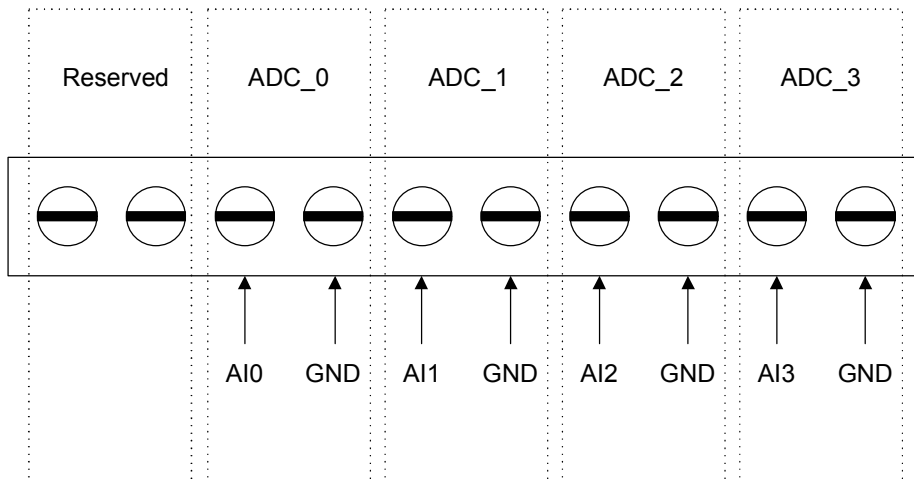 Reserved ADC_0 ADC_1 ADC_2 ADC_3
AI0 GND AI1 GND AI2 GND AI3 GND